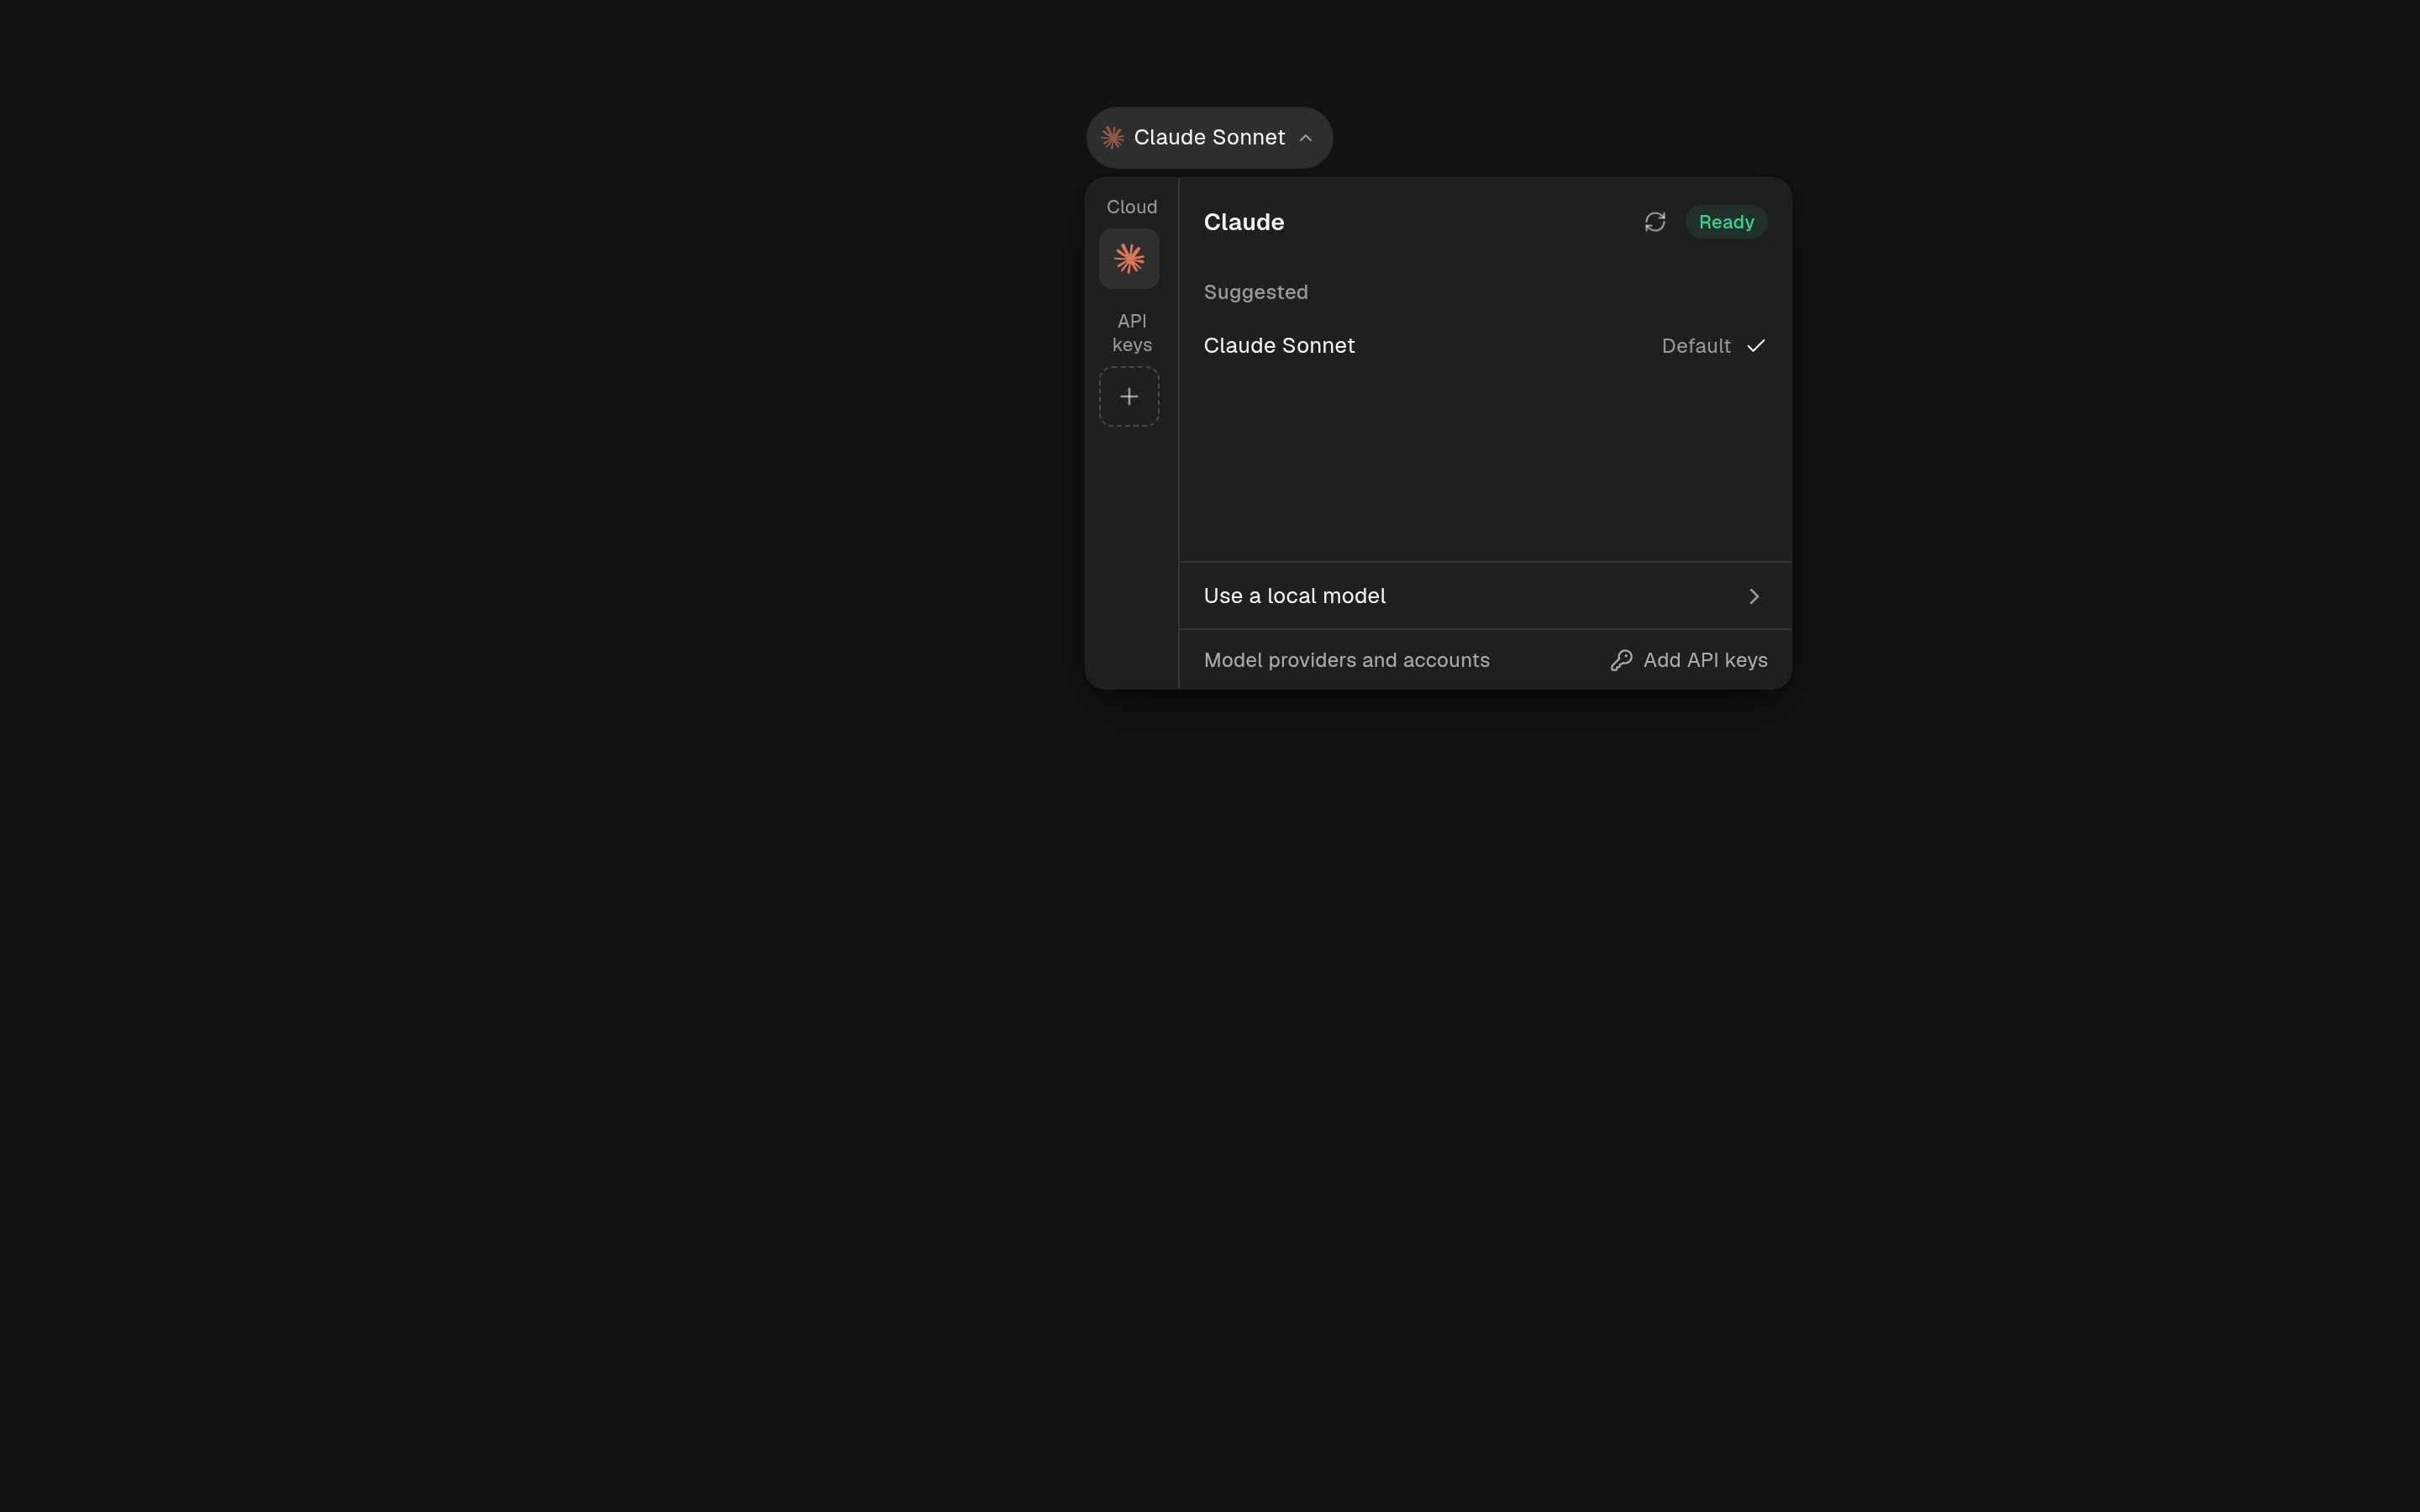 Claude Sonnet
Cloud
API
keys
Claude
Ready
Suggested
Claude Sonnet
Default
Use a local model
Model providers and accounts
Add API keys